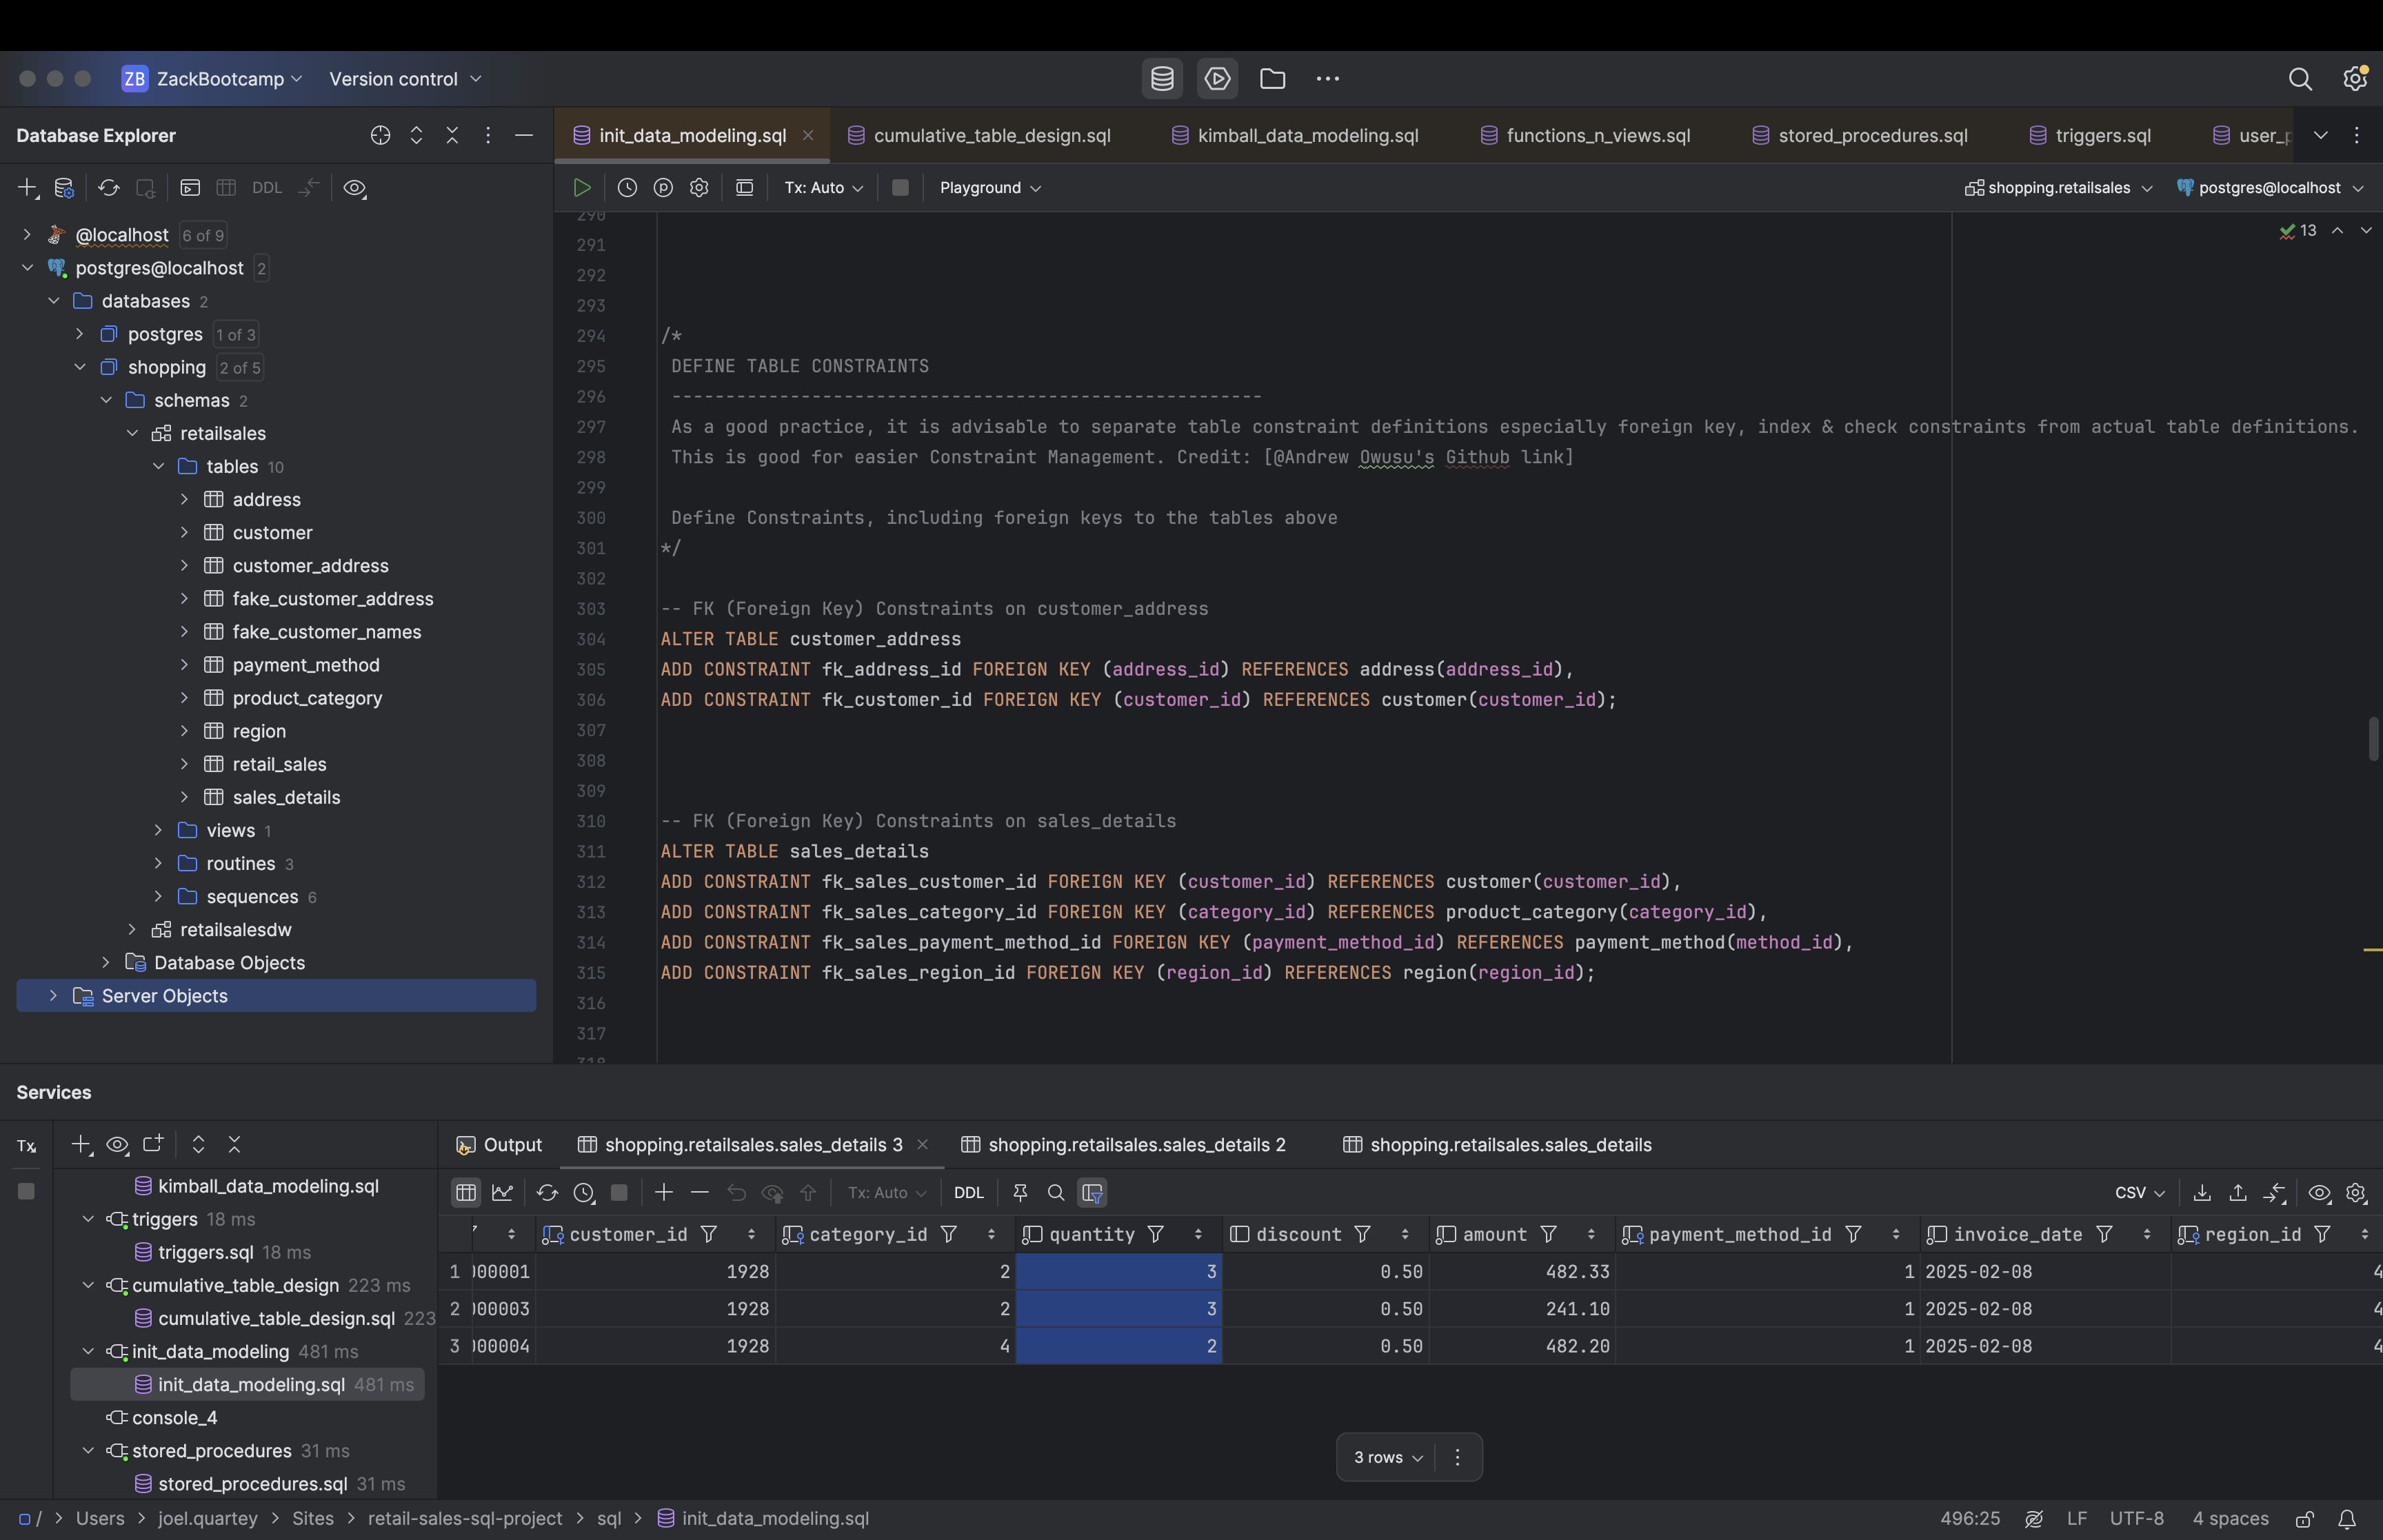 ZB ZackBootcamp Version control
Database Explorer
init_data_modeling.sql cumulative_table_design.sql kimball_data_modeling.sql functions_n_views.sql stored_procedures.sql triggers.sql user_p
DDL
Tx: Auto Playground shopping.retailsales postgres@localhost
@localhost 6 of 9
postgres@localhost 2
databases 2
postgres 1 of 3
shopping 2 of 5
schemas 2
retailsales
tables 10
address
customer
customer_address
fake_customer_address
fake_customer_names
payment_method
product_category
region
retail_sales
sales_details
views 1
routines 3
sequences 6
retailsalesdw
Database Objects
Server Objects
13
290
291
292
293
294 /*
295 DEFINE TABLE CONSTRAINTS
296 -------------------------------------------------------
297 As a good practice, it is advisable to separate table constraint definitions especially foreign key, index & check constraints from actual table definitions.
298 This is good for easier Constraint Management. Credit: [@Andrew Owusu's Github link]
299
300 Define Constraints, including foreign keys to the tables above
301 */
302
303 -- FK (Foreign Key) Constraints on customer_address
304 ALTER TABLE customer_address
305 ADD CONSTRAINT fk_address_id FOREIGN KEY (address_id) REFERENCES address(address_id),
306 ADD CONSTRAINT fk_customer_id FOREIGN KEY (customer_id) REFERENCES customer(customer_id);
307
308
309
310 -- FK (Foreign Key) Constraints on sales_details
311 ALTER TABLE sales_details
312 ADD CONSTRAINT fk_sales_customer_id FOREIGN KEY (customer_id) REFERENCES customer(customer_id),
313 ADD CONSTRAINT fk_sales_category_id FOREIGN KEY (category_id) REFERENCES product_category(category_id),
314 ADD CONSTRAINT fk_sales_payment_method_id FOREIGN KEY (payment_method_id) REFERENCES payment_method(method_id),
315 ADD CONSTRAINT fk_sales_region_id FOREIGN KEY (region_id) REFERENCES region(region_id);
316
317
318
Services
Tx
kimball_data_modeling.sql
triggers 18 ms
triggers.sql 18 ms
cumulative_table_design 223 ms
cumulative_table_design.sql 223
init_data_modeling 481 ms
init_data_modeling.sql 481 ms
console_4
stored_procedures 31 ms
stored_procedures.sql 31 ms
Output shopping.retailsales.sales_details 3 shopping.retailsales.sales_details 2 shopping.retailsales.sales_details
Tx: Auto DDL CSV
customer_id category_id quantity discount amount payment_method_id invoice_date region_id
1 000001 1928 2 3 0.50 482.33 1 2025-02-08 4
2 000003 1928 2 3 0.50 241.10 1 2025-02-08 4
3 000004 1928 4 2 0.50 482.20 1 2025-02-08 4
3 rows
/ > Users > joel.quartey > Sites > retail-sales-sql-project > sql > init_data_modeling.sql
496:25 LF UTF-8 4 spaces